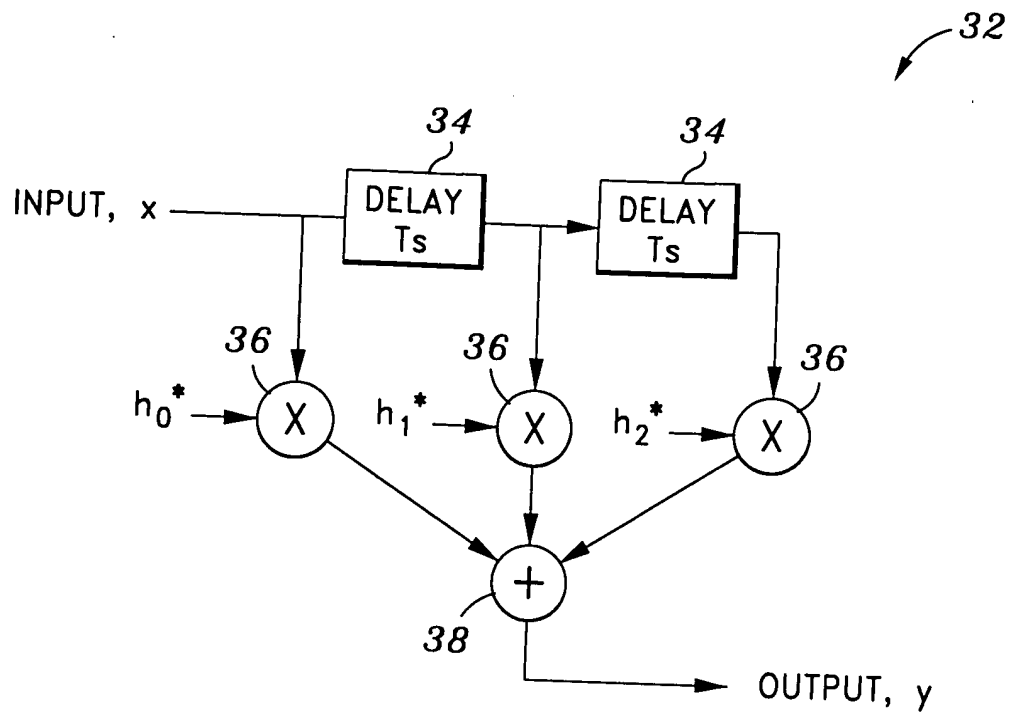 32
34
34
INPUT, x
DELAY
Ts
DELAY
Ts
36
36
36
h₀*
X
h₁*
X
h₂*
X
+
38
OUTPUT, y